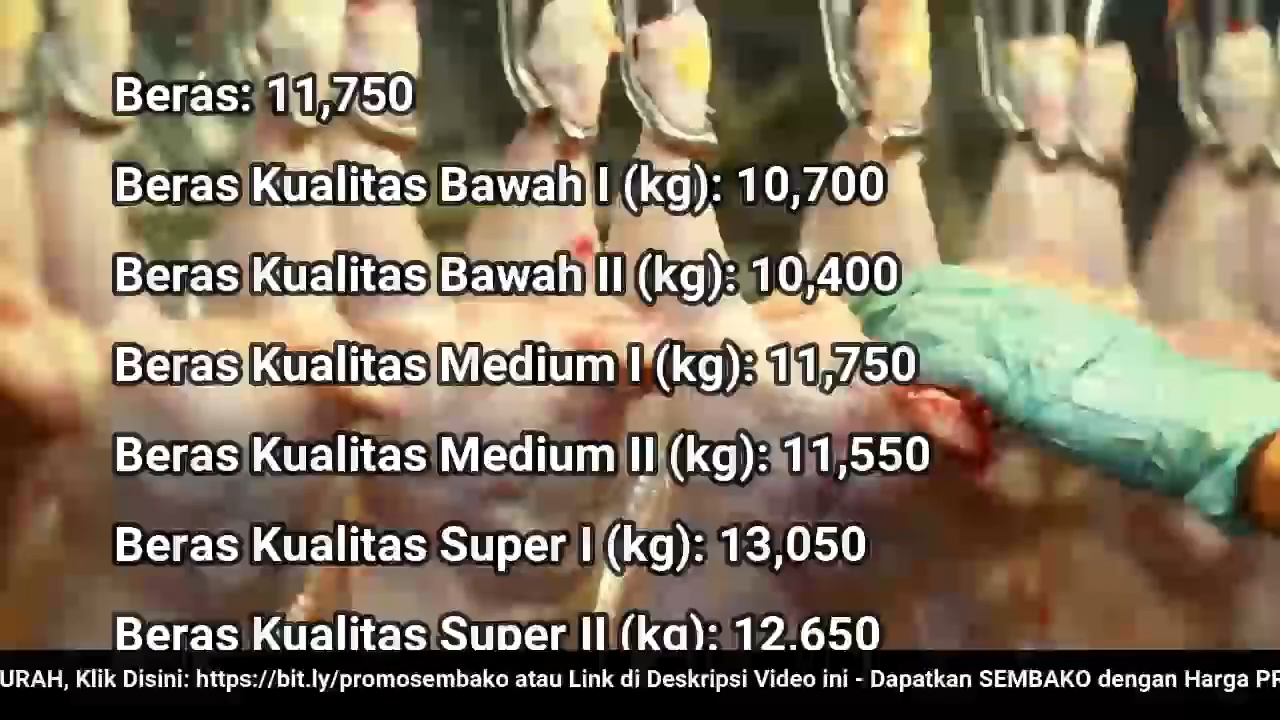 Beras: 11,750
Beras Kualitas Bawah I (kg): 10,700
Beras Kualitas Bawah II (kg): 10,400
Beras Kualitas Medium I (kg): 11,750
Beras Kualitas Medium II (kg): 11,550
Beras Kualitas Super I (kg): 13,050
Beras Kualitas Super II (kg): 12,650
URAH, Klik Disini: https://bit.ly/promosembako atau Link di Deskripsi Video ini - Dapatkan SEMBAKO dengan Harga PR